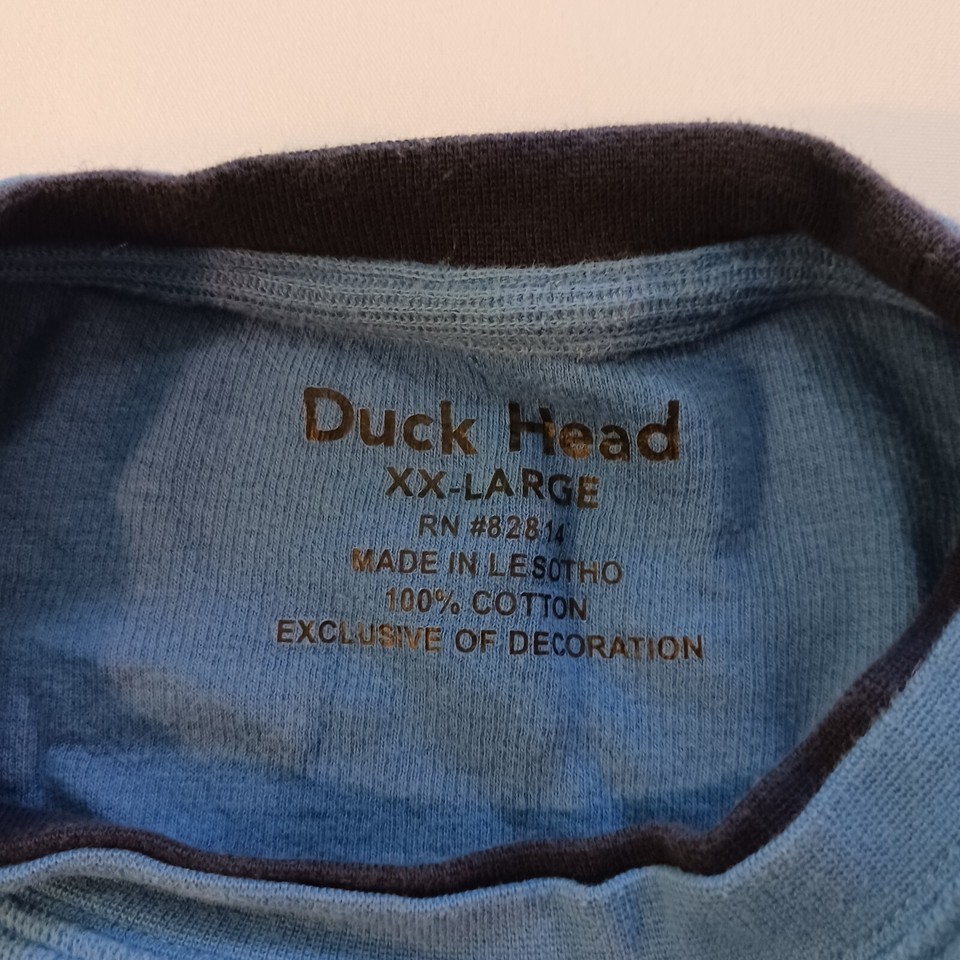 Duck Head
XX-LARGE
RN #82814
MADE IN LESOTHO
100% COTTON
EXCLUSIVE OF DECORATION